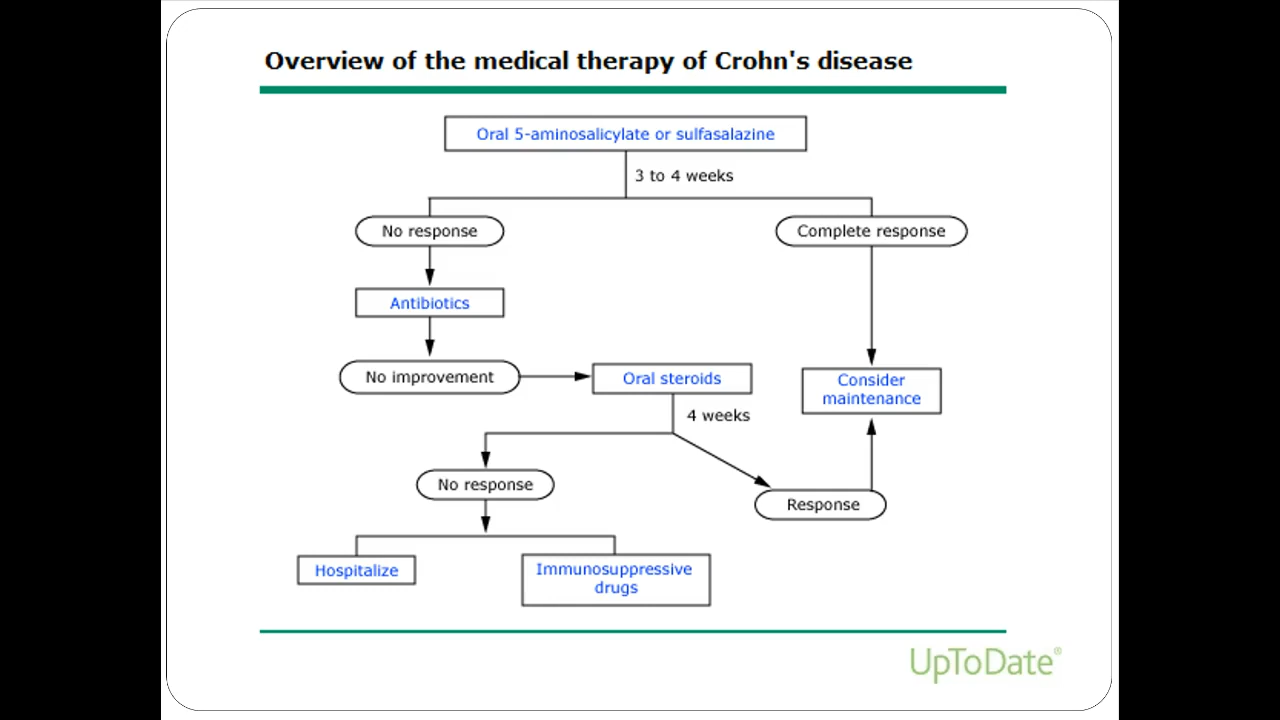 Overview of the medical therapy of Crohn's disease
Oral 5-aminosalicylate or sulfasalazine
3 to 4 weeks
No response
Complete response
Antibiotics
No improvement
Oral steroids
Consider
maintenance
4 weeks
No response
Response
Hospitalize
Immunosuppressive
drugs
UpToDate®